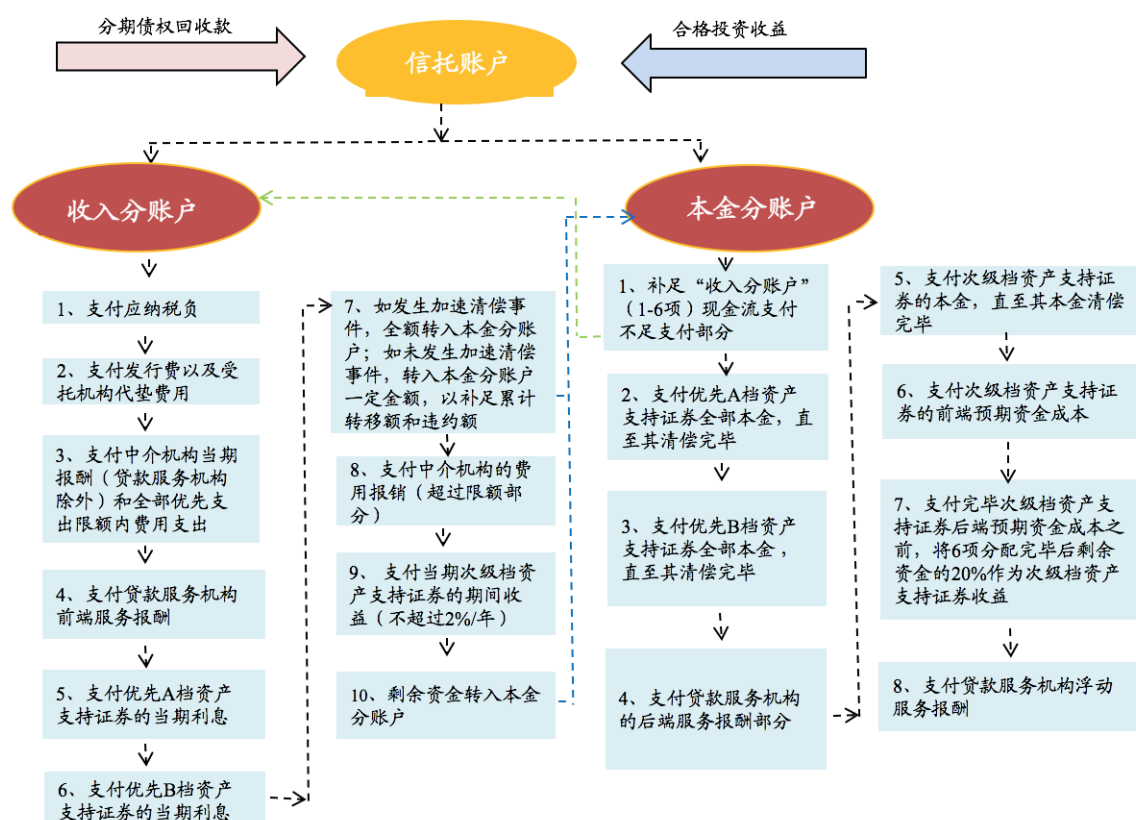 分期债权回收款
合格投资收益
信托账户
收入分账户
本金分账户
1、支付应纳税负
2、支付发行费以及受
托机构代垫费用
3、支付中介机构当期
报酬（贷款服务机构
除外）和全部优先支
出限额内费用支出
4、支付贷款服务机构
前端服务报酬
5、支付优先A档资产
支持证券的当期利息
6、支付优先B档资产
支持证券的当期利息
7、如发生加速清偿事
件，全额转入本金分账
户；如未发生加速清偿
事件，转入本金分账户
一定金额，以补足累计
转移额和违约额
8、支付中介机构的费
用报销（超过限额部
分）
9、支付当期次级档资
产支持证券的期间收
益（不超过2%/年）
10、剩余资金转入本金
分账户
1、补足“收入分账户”
（1-6项）现金流支付
不足支付部分
2、支付优先A档资产
支持证券全部本金，直
至其清偿完毕
3、支付优先B档资产
支持证券全部本金，
直至其清偿完毕
4、支付贷款服务机构
的后端服务报酬部分
5、支付次级档资产支持证
券的本金，直至其本金清偿
完毕
6、支付次级档资产支持证
券的前端预期资金成本
7、支付完毕次级档资产支
持证券后端预期资金成本之
前，将6项分配完毕后剩余
资金的20%作为次级档资产
支持证券收益
8、支付贷款服务机构浮动
服务报酬